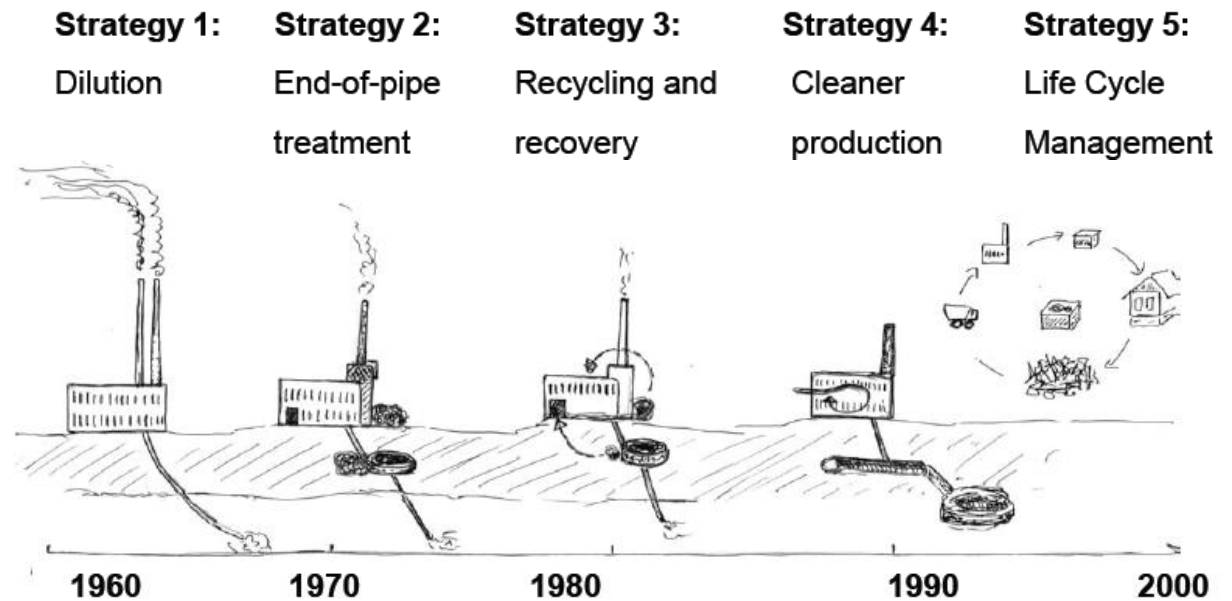 Strategy 1:
Dilution
Strategy 2:
End-of-pipe
treatment
Strategy 3:
Recycling and
recovery
Strategy 4:
Cleaner
production
Strategy 5:
Life Cycle
Management
1960
1970
1980
1990
2000